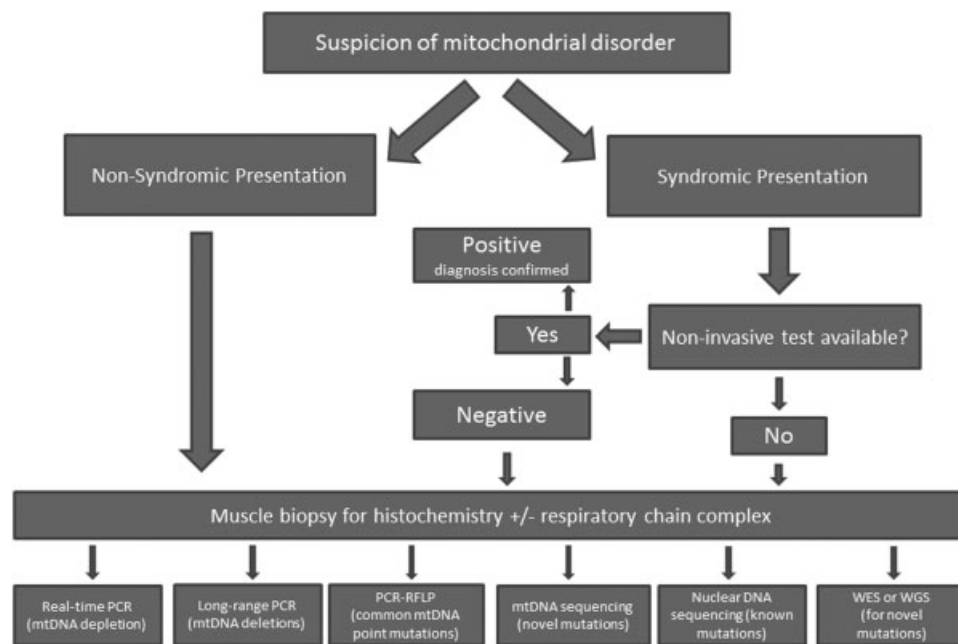 Suspicion of mitochondrial disorder
Non-Syndromic Presentation
Syndromic Presentation
Positive
diagnosis confirmed
Yes
Non-invasive test available?
Negative
No
Muscle biopsy for histochemistry +/- respiratory chain complex
Real-time PCR
(mtDNA depletion)
Long-range PCR
(mtDNA deletions)
PCR-RFLP
(common mtDNA
point mutations)
mtDNA sequencing
(novel mutations)
Nuclear DNA
sequencing (known
mutations)
WES or WGS
(for novel
mutations)